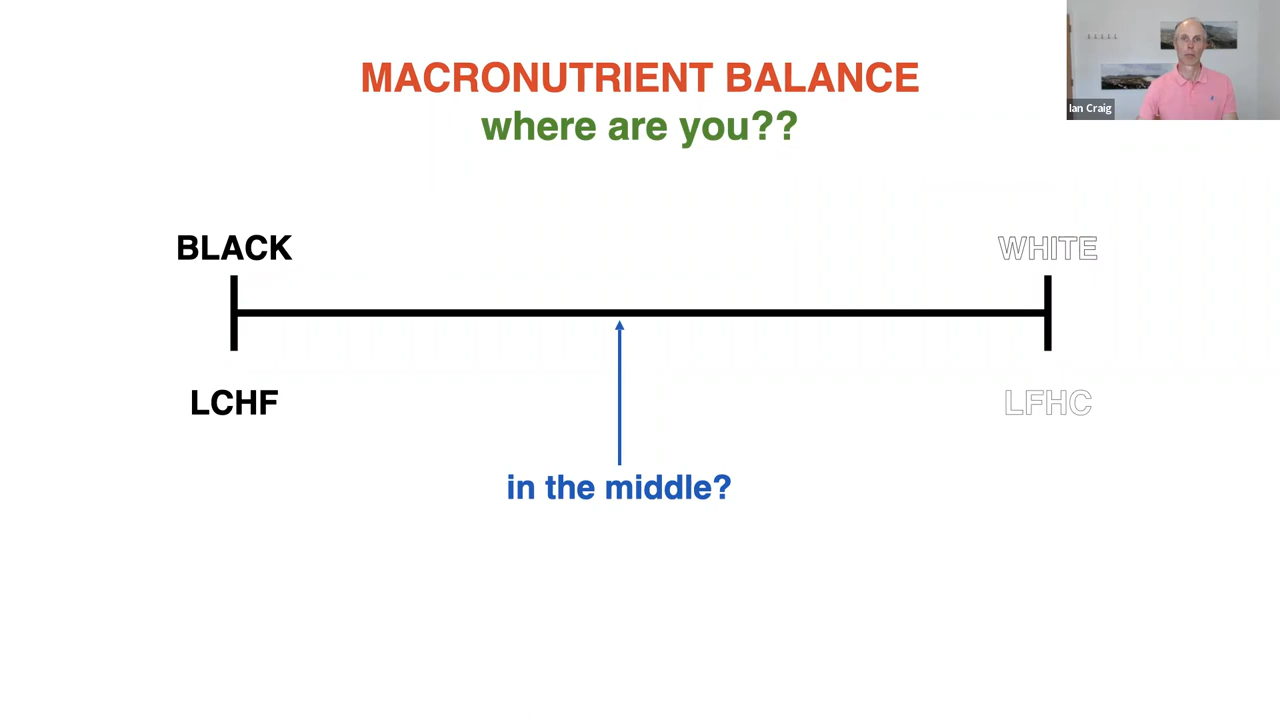 MACRONUTRIENT BALANCE
where are you??
Ian Craig
BLACK
WHITE
LCHF
LFHC
in the middle?